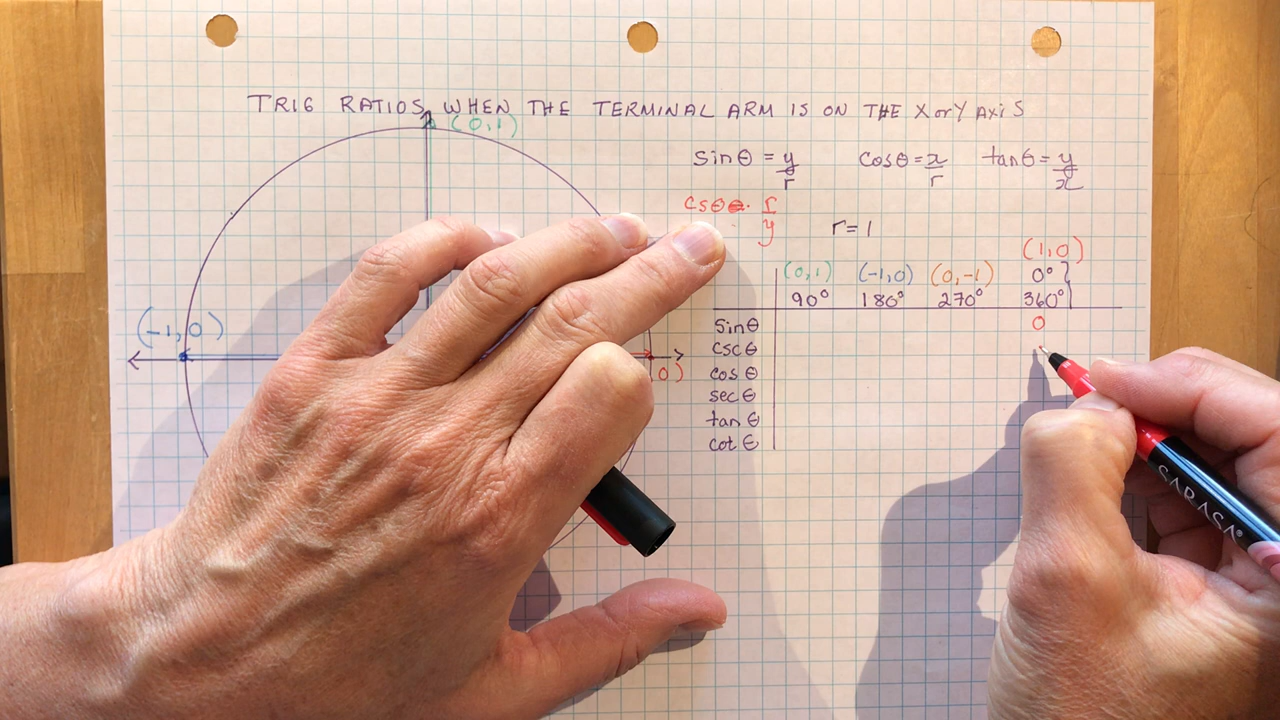 TRIG RATIOS WHEN THE TERMINAL ARM IS ON THE X or Y AXIS
(0,1)
sinθ = y/r cosθ = x/r tanθ = y/x
csθ r/y
r = 1
(1,0)
(0,1) (-1,0) (0,-1) 0°}
90° 180° 270° 360°}
(-1,0)
sinθ 0
cscθ
0)
cosθ
secθ
tanθ
cotθ
SARASA®